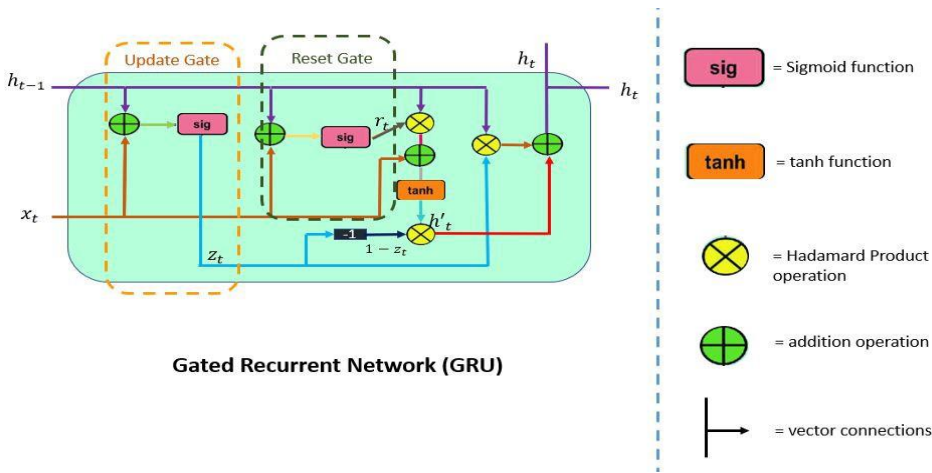 Update Gate
Reset Gate
h_t
h_{t-1}
h_t
sig
sig
r_t
tanh
x_t
h'_t
-1
z_t
1 − z_t
Gated Recurrent Network (GRU)
sig = Sigmoid function
tanh = tanh function
= Hadamard Product
operation
= addition operation
= vector connections